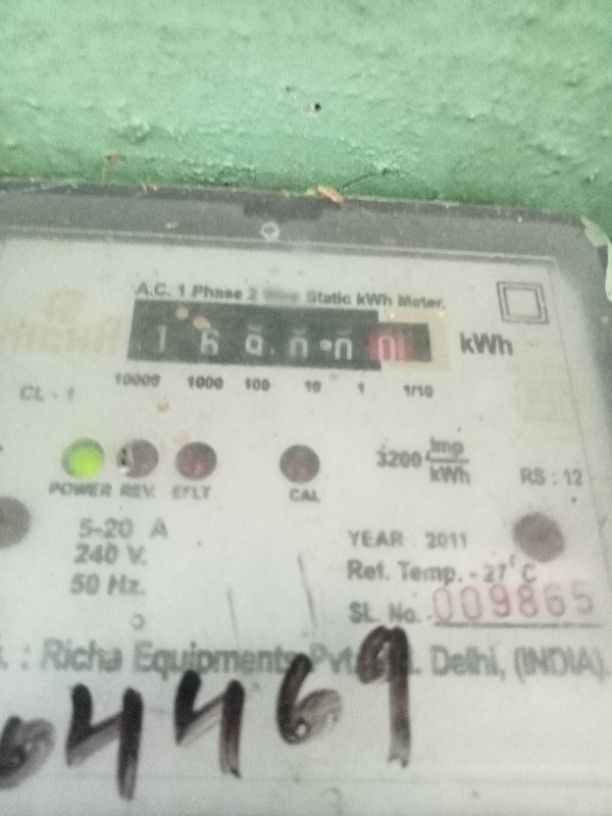 A.C. 1 Phase 2 Static kWh Meter.
kWh
10000 1000 100 10 1 1/10
CL - 1
3200 Imp/kWh
RS : 12
POWER REV. EFLT CAL
5-20 A
240 V.
50 Hz.
YEAR 2011
Ref. Temp. - 27°C
SL. No. 009865
: Richa Equipments Pvt. Delhi, (INDIA)
4469